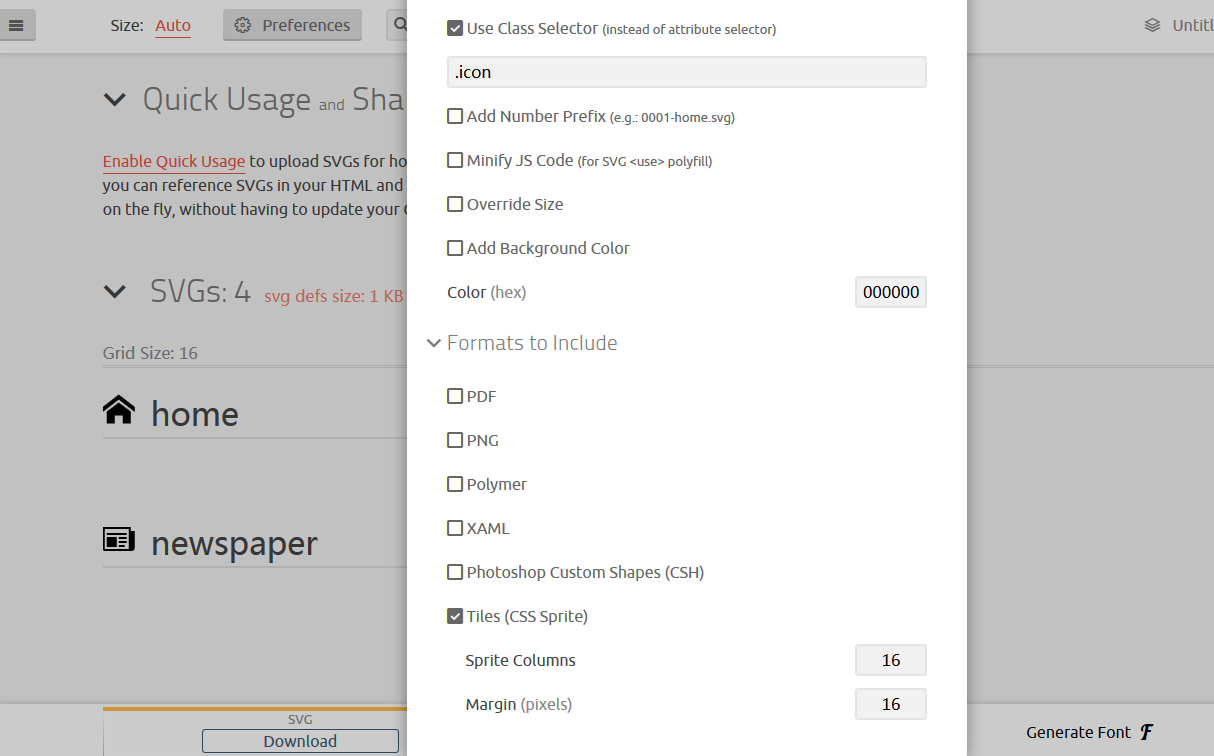 Size: Auto
Preferences
Untitl
Quick Usage and Sha
Enable Quick Usage to upload SVGs for ho
you can reference SVGs in your HTML and
on the fly, without having to update your
SVGs: 4 svg defs size: 1 KB
Grid Size: 16
home
newspaper
SVG
Download
Use Class Selector (instead of attribute selector)
.icon
Add Number Prefix (e.g.: 0001-home.svg)
Minify JS Code (for SVG <use> polyfill)
Override Size
Add Background Color
Color (hex) 000000
Formats to Include
PDF
PNG
Polymer
XAML
Photoshop Custom Shapes (CSH)
Tiles (CSS Sprite)
Sprite Columns 16
Margin (pixels) 16
Generate Font